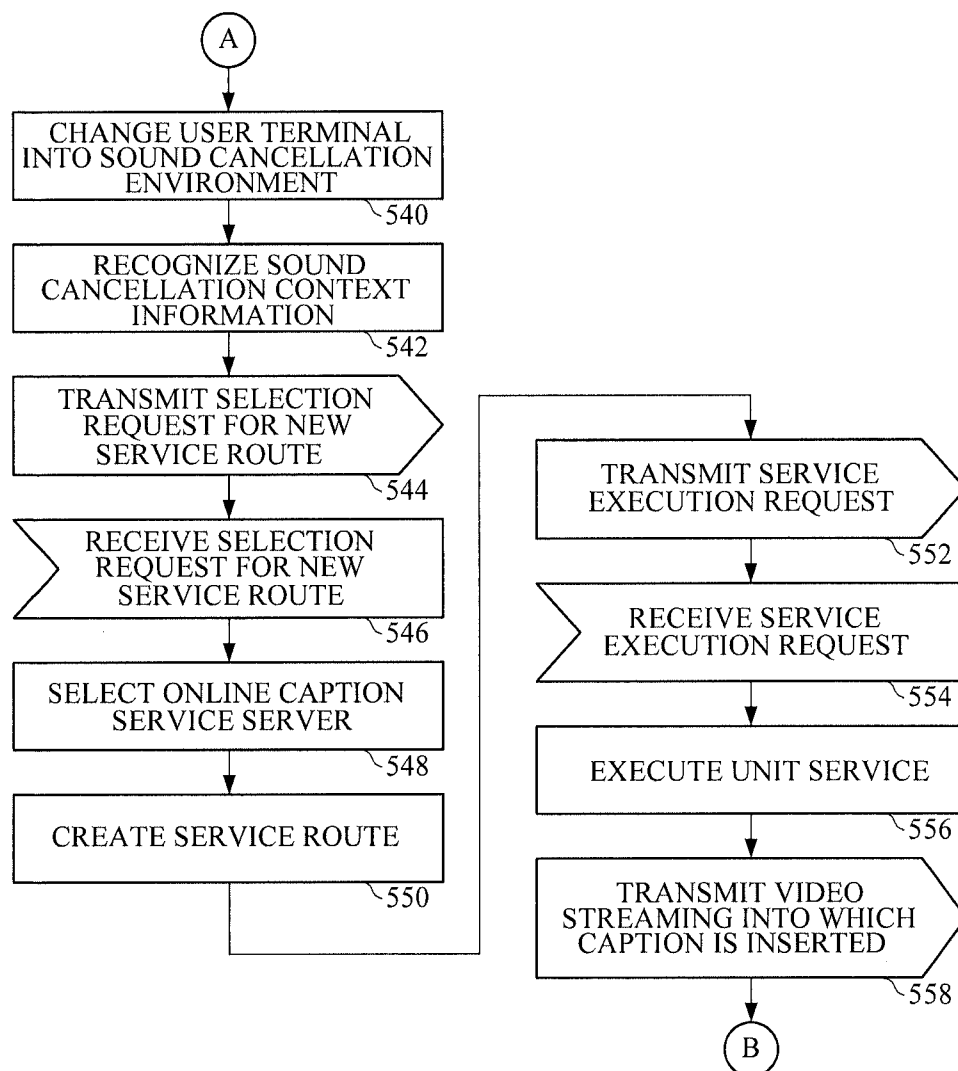 A
CHANGE USER TERMINAL
INTO SOUND CANCELLATION
ENVIRONMENT
540
RECOGNIZE SOUND
CANCELLATION CONTEXT
INFORMATION
542
TRANSMIT SELECTION
REQUEST FOR NEW
SERVICE ROUTE
544
RECEIVE SELECTION
REQUEST FOR NEW
SERVICE ROUTE
546
SELECT ONLINE CAPTION
SERVICE SERVER
548
CREATE SERVICE ROUTE
550
TRANSMIT SERVICE
EXECUTION REQUEST
552
RECEIVE SERVICE
EXECUTION REQUEST
554
EXECUTE UNIT SERVICE
556
TRANSMIT VIDEO
STREAMING INTO WHICH
CAPTION IS INSERTED
558
B